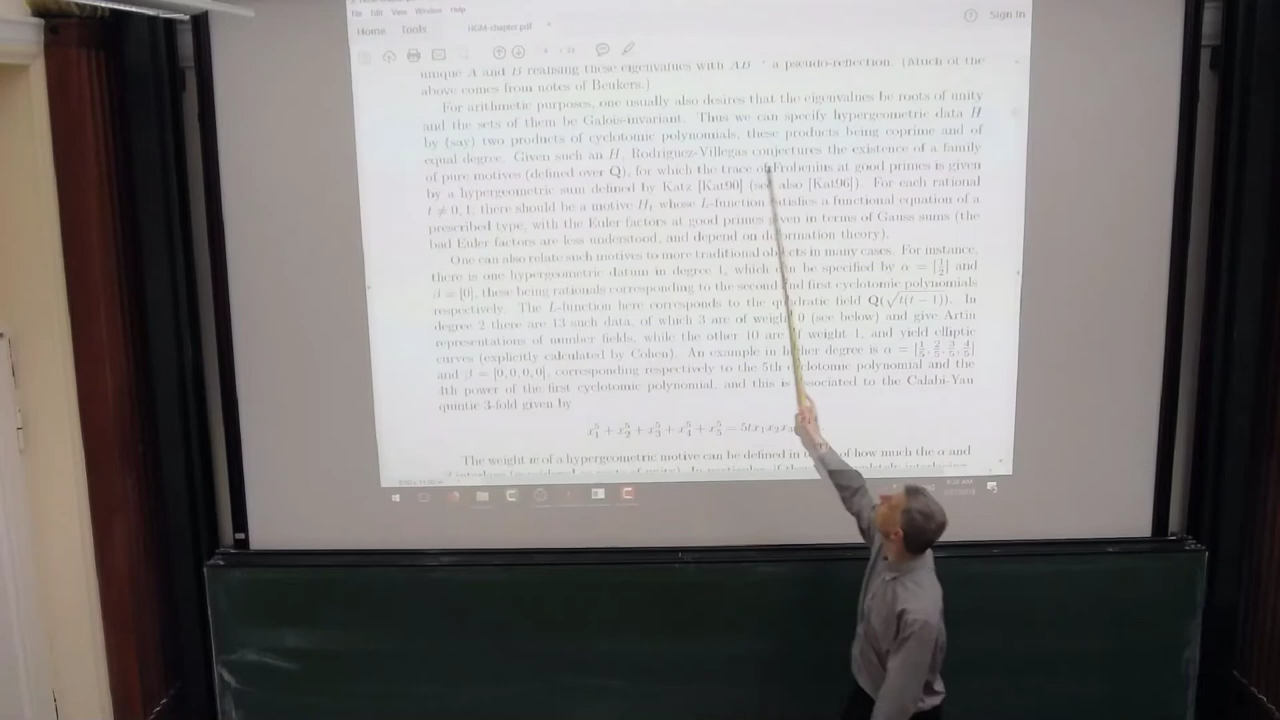 File Edit View Window Help
Home Tools HGM-chapter.pdf
Sign In
unique A and B realising these eigenvalues with AB⁻¹ a pseudo-reflection. (Much of the
above comes from notes of Beukers.)
For arithmetic purposes, one usually also desires that the eigenvalues be roots of unity
and the sets of them be Galois-invariant. Thus we can specify hypergeometric data H
by (say) two products of cyclotomic polynomials, these products being coprime and of
equal degree. Given such an H, Rodriguez-Villegas conjectures the existence of a family
of pure motives (defined over Q), for which the trace of Frobenius at good primes is given
by a hypergeometric sum defined by Katz [Kat90] (see also [Kat96]). For each rational
t ≠ 0, 1, there should be a motive Hₜ whose L-function satisfies a functional equation of a
prescribed type, with the Euler factors at good primes given in terms of Gauss sums (the
bad Euler factors are less understood, and depend on deformation theory).
One can also relate such motives to more traditional objects in many cases. For instance,
there is one hypergeometric datum in degree 1, which can be specified by α = [1/2] and
β = [0], these being rationals corresponding to the second and first cyclotomic polynomials
respectively. The L-function here corresponds to the quadratic field Q(√t(t − 1)). In
degree 2 there are 13 such data, of which 3 are of weight 0 (see below) and give Artin
representations of number fields, while the other 10 are of weight 1, and yield elliptic
curves (explicitly calculated by Cohen). An example in higher degree is α = [1/5, 2/5, 3/5, 4/5]
and β = [0, 0, 0, 0], corresponding respectively to the 5th cyclotomic polynomial and the
4th power of the first cyclotomic polynomial, and this is associated to the Calabi-Yau
quintic 3-fold given by
x₁⁵ + x₂⁵ + x₃⁵ + x₄⁵ + x₅⁵ = 5tx₁x₂x₃
The weight w of a hypergeometric motive can be defined in of how much the α and